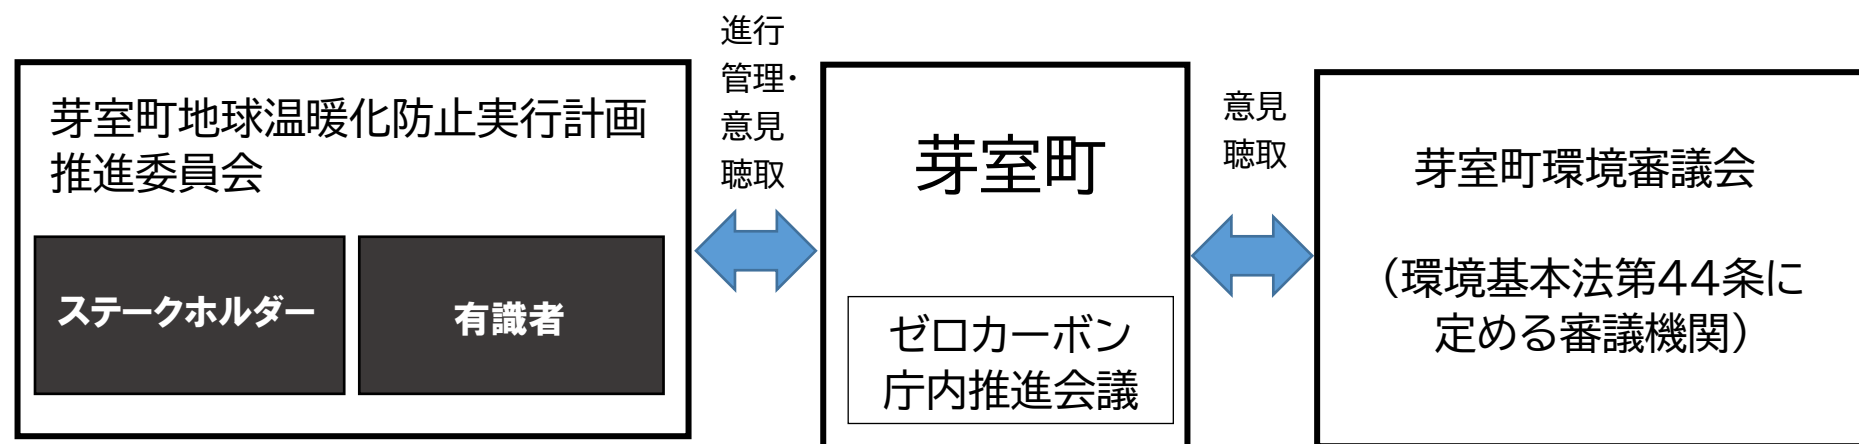 芽室町地球温暖化防止実行計画
推進委員会
ステークホルダー
有識者
進行
管理・
意見
聴取
芽室町
ゼロカーボン
庁内推進会議
意見
聴取
芽室町環境審議会
（環境基本法第44条に
定める審議機関）